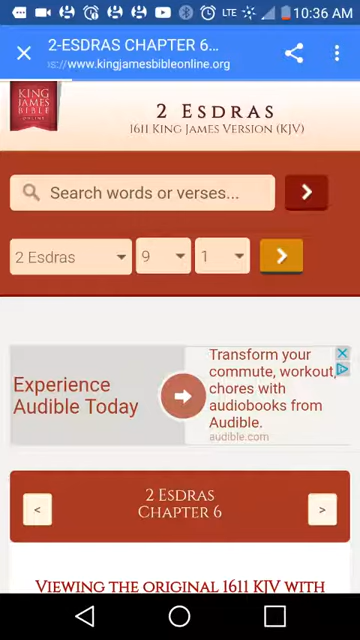 LTE
10:36 AM
2-ESDRAS CHAPTER 6...
s://www.kingjamesbibleonline.org
KING
JAMES
BIBLE
ONLINE
2 ESDRAS
1611 KING JAMES VERSION (KJV)
Search words or verses...
2 Esdras
9
1
Experience
Audible Today
Transform your
commute, workout,
chores with
audiobooks from
Audible.
audible.com
<
2 ESDRAS
CHAPTER 6
>
VIEWING THE ORIGINAL 1611 KJV WITH